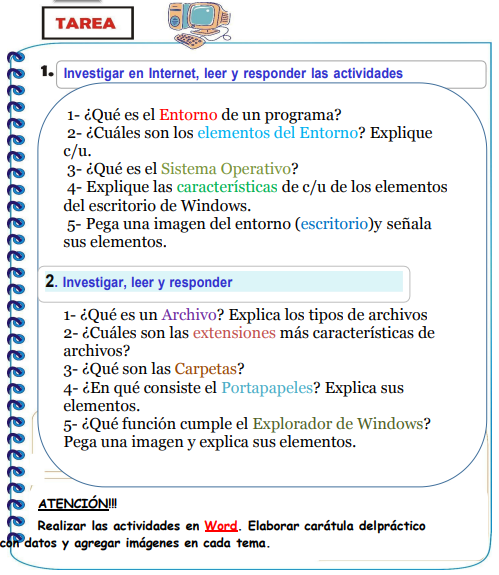 TAREA
1. Investigar en Internet, leer y responder las actividades
1- ¿Qué es el Entorno de un programa?
2- ¿Cuáles son los elementos del Entorno? Explique
c/u.
3- ¿Qué es el Sistema Operativo?
4- Explique las características de c/u de los elementos
del escritorio de Windows.
5- Pega una imagen del entorno (escritorio)y señala
sus elementos.
2. Investigar, leer y responder
1- ¿Qué es un Archivo? Explica los tipos de archivos
2- ¿Cuáles son las extensiones más características de
archivos?
3- ¿Qué son las Carpetas?
4- ¿En qué consiste el Portapapeles? Explica sus
elementos.
5- ¿Qué función cumple el Explorador de Windows?
Pega una imagen y explica sus elementos.
ATENCIÓN!!!
Realizar las actividades en Word. Elaborar carátula delpráctico
con datos y agregar imágenes en cada tema.